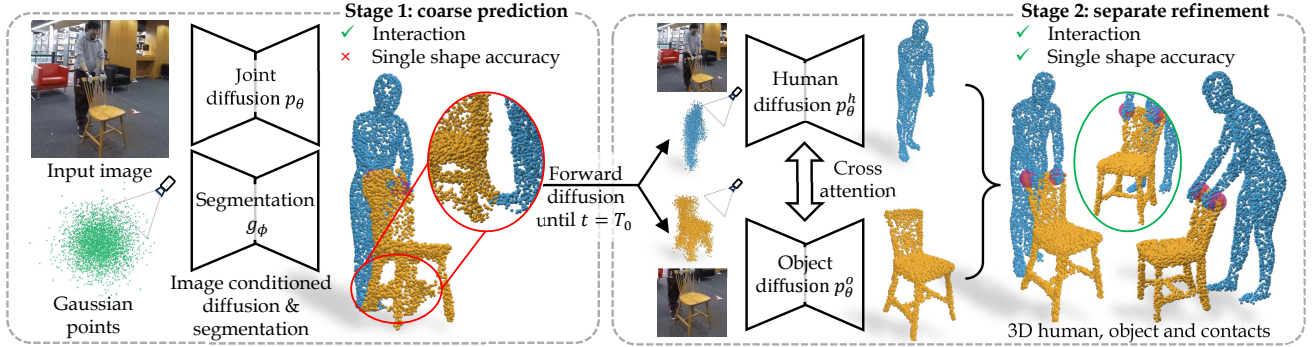 Stage 1: coarse prediction
✓ Interaction
× Single shape accuracy
Input image
Gaussian
points
Joint
diffusion pθ
Segmentation
gϕ
Image conditioned
diffusion &
segmentation
Forward
diffusion
until t = T₀
Stage 2: separate refinement
✓ Interaction
✓ Single shape accuracy
Human
diffusion pθʰ
Cross
attention
Object
diffusion pθᵒ
3D human, object and contacts